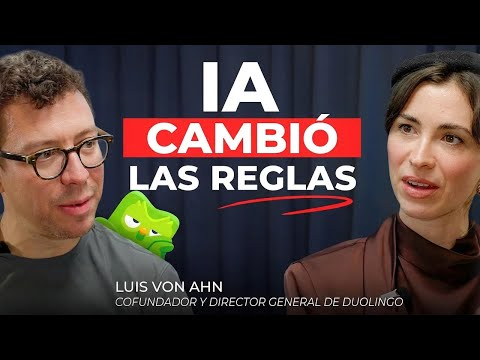 IA
CAMBIÓ
LAS REGLAS
LUIS VON AHN
COFUNDADOR Y DIRECTOR GENERAL DE DUOLINGO